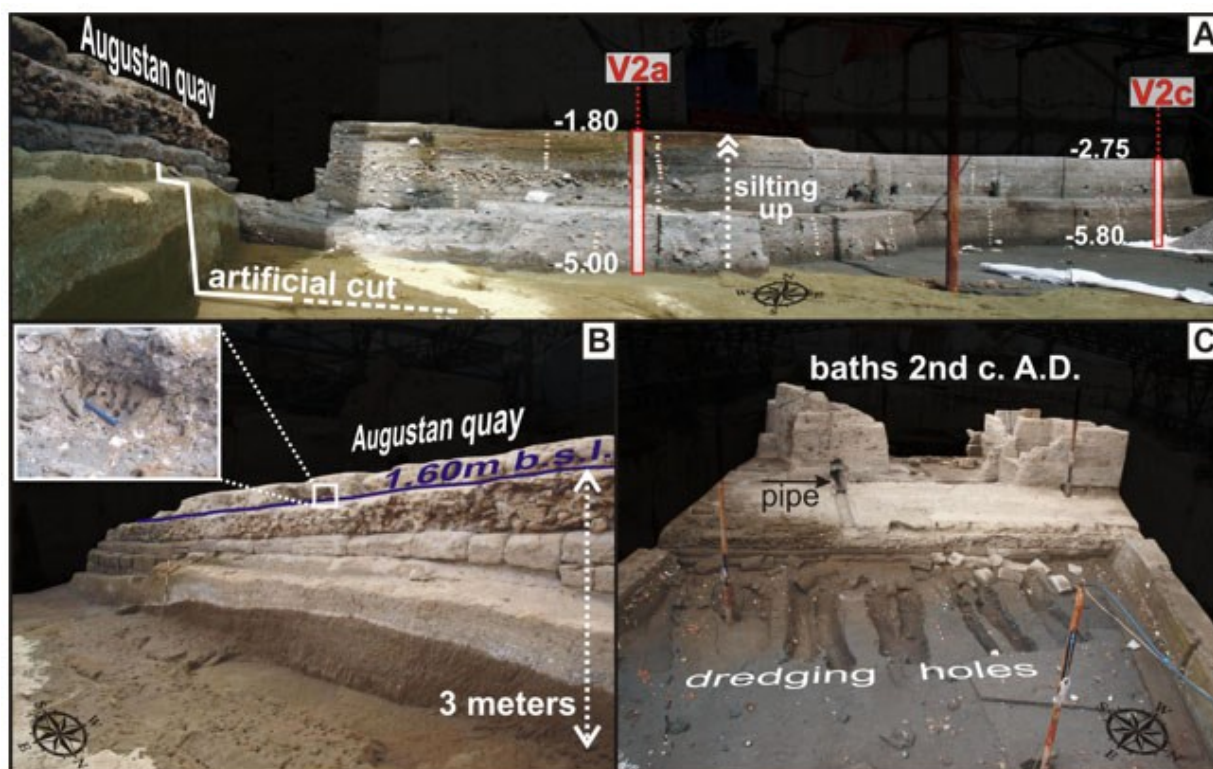 A
Augustan quay
V2a
V2c
-1.80
-2.75
silting
up
-5.80
-5.00
artificial cut
N
W
E
S
B
Augustan quay
1.60m b.s.l.
3 meters
S
W
E
N
C
baths 2nd c. A.D.
pipe
dredging holes
S
W
E
N